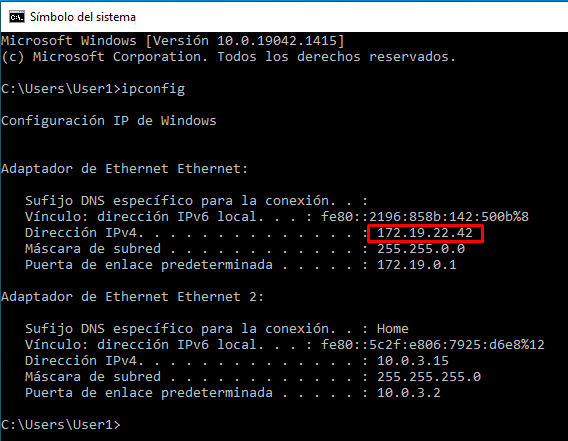 Símbolo del sistema
Microsoft Windows [Versión 10.0.19042.1415]
(c) Microsoft Corporation. Todos los derechos reservados.
C:\Users\User1>ipconfig
Configuración IP de Windows
Adaptador de Ethernet Ethernet:
Sufijo DNS específico para la conexión. . :
Vínculo: dirección IPv6 local. . . : fe80::2196:858b:142:500b%8
Dirección IPv4. . . . . . . . . . . . . . : 172.19.22.42
Máscara de subred . . . . . . . . . . . . : 255.255.0.0
Puerta de enlace predeterminada . . . . . : 172.19.0.1
Adaptador de Ethernet Ethernet 2:
Sufijo DNS específico para la conexión. . : Home
Vínculo: dirección IPv6 local. . . : fe80::5c2f:e806:7925:d6e8%12
Dirección IPv4. . . . . . . . . . . . . . : 10.0.3.15
Máscara de subred . . . . . . . . . . . . : 255.255.255.0
Puerta de enlace predeterminada . . . . . : 10.0.3.2
C:\Users\User1>